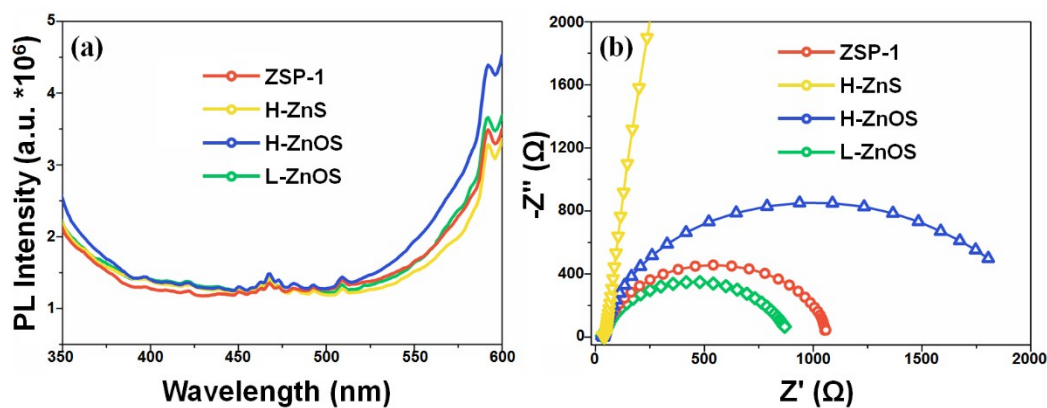 (a)
ZSP-1
H-ZnS
H-ZnOS
L-ZnOS
PL Intensity (a.u. *10⁶)
5
4
3
2
1
350 400 450 500 550 600
Wavelength (nm)
(b)
ZSP-1
H-ZnS
H-ZnOS
L-ZnOS
-Z" (Ω)
2000
1600
1200
800
400
0
0 500 1000 1500 2000
Z' (Ω)